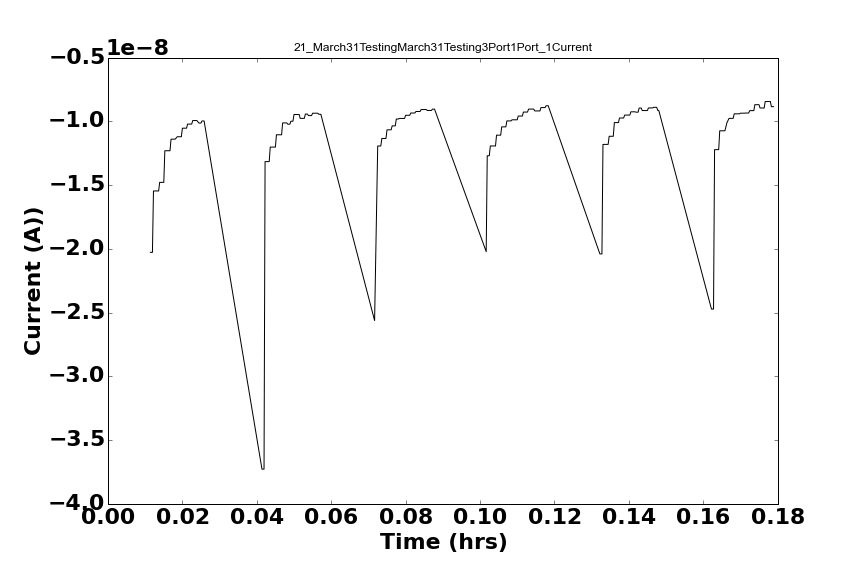 21_March31TestingMarch31Testing3Port1Port_1Current
1e−8
−0.5
−1.0
−1.5
−2.0
−2.5
−3.0
−3.5
−4.0
Current (A))
0.00 0.02 0.04 0.06 0.08 0.10 0.12 0.14 0.16 0.18
Time (hrs)